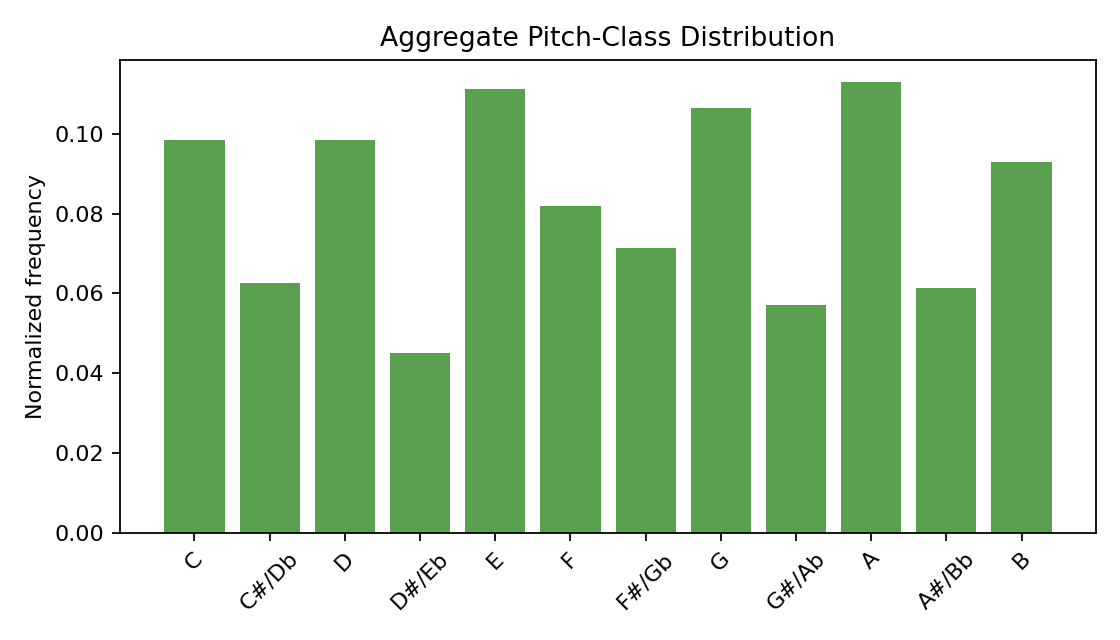 Aggregate Pitch-Class Distribution
Normalized frequency
0.10
0.08
0.06
0.04
0.02
0.00
C C#/Db D D#/Eb E F F#/Gb G G#/Ab A A#/Bb B